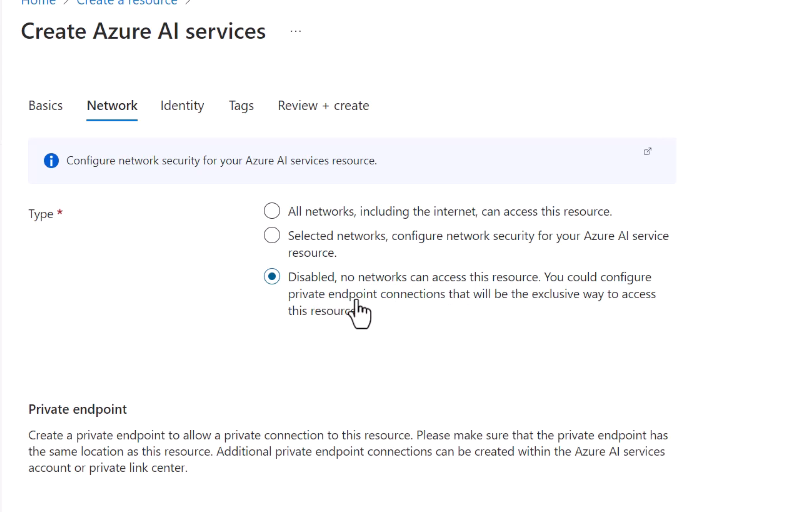 Home > Create a resource >
Create Azure AI services ...
Basics Network Identity Tags Review + create
Configure network security for your Azure AI services resource.
Type *
All networks, including the internet, can access this resource.
Selected networks, configure network security for your Azure AI service
resource.
Disabled, no networks can access this resource. You could configure
private endpoint connections that will be the exclusive way to access
this resource.
Private endpoint
Create a private endpoint to allow a private connection to this resource. Please make sure that the private endpoint has
the same location as this resource. Additional private endpoint connections can be created within the Azure AI services
account or private link center.